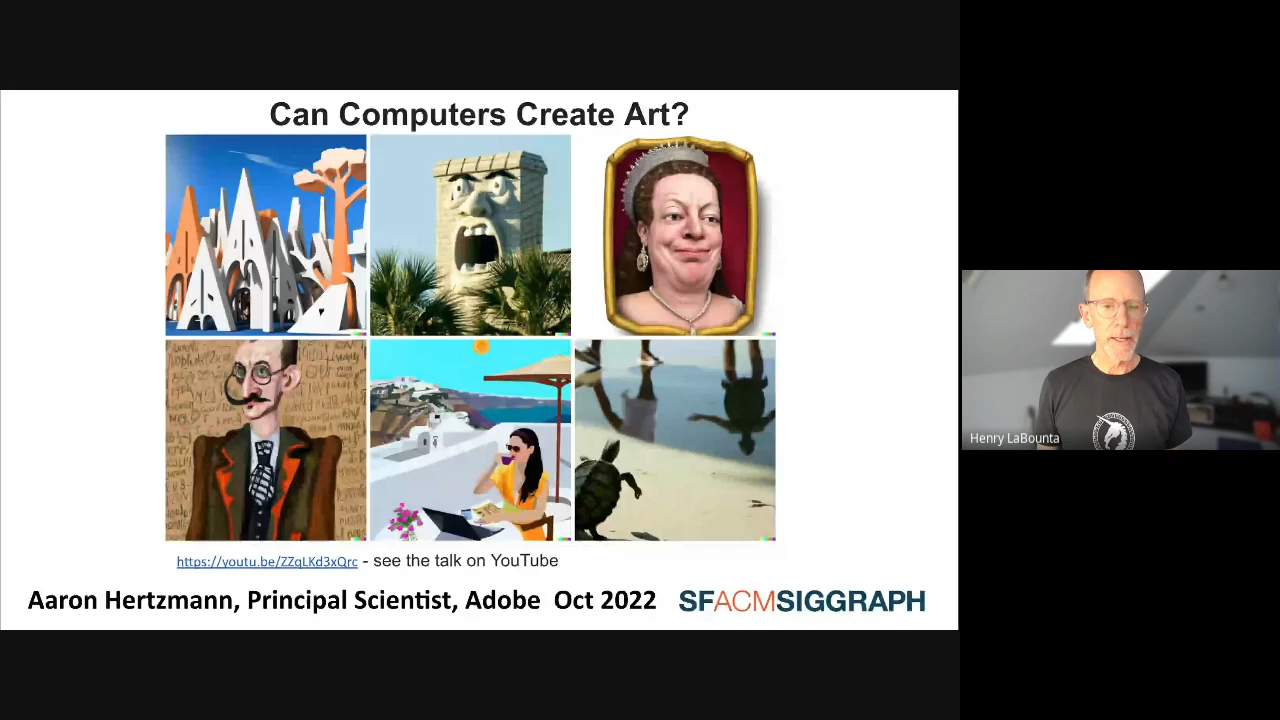 Can Computers Create Art?
https://youtu.be/ZZqLKd3xQrc - see the talk on YouTube
Aaron Hertzmann, Principal Scientist, Adobe Oct 2022
SFACMSIGGRAPH
Henry LaBounta